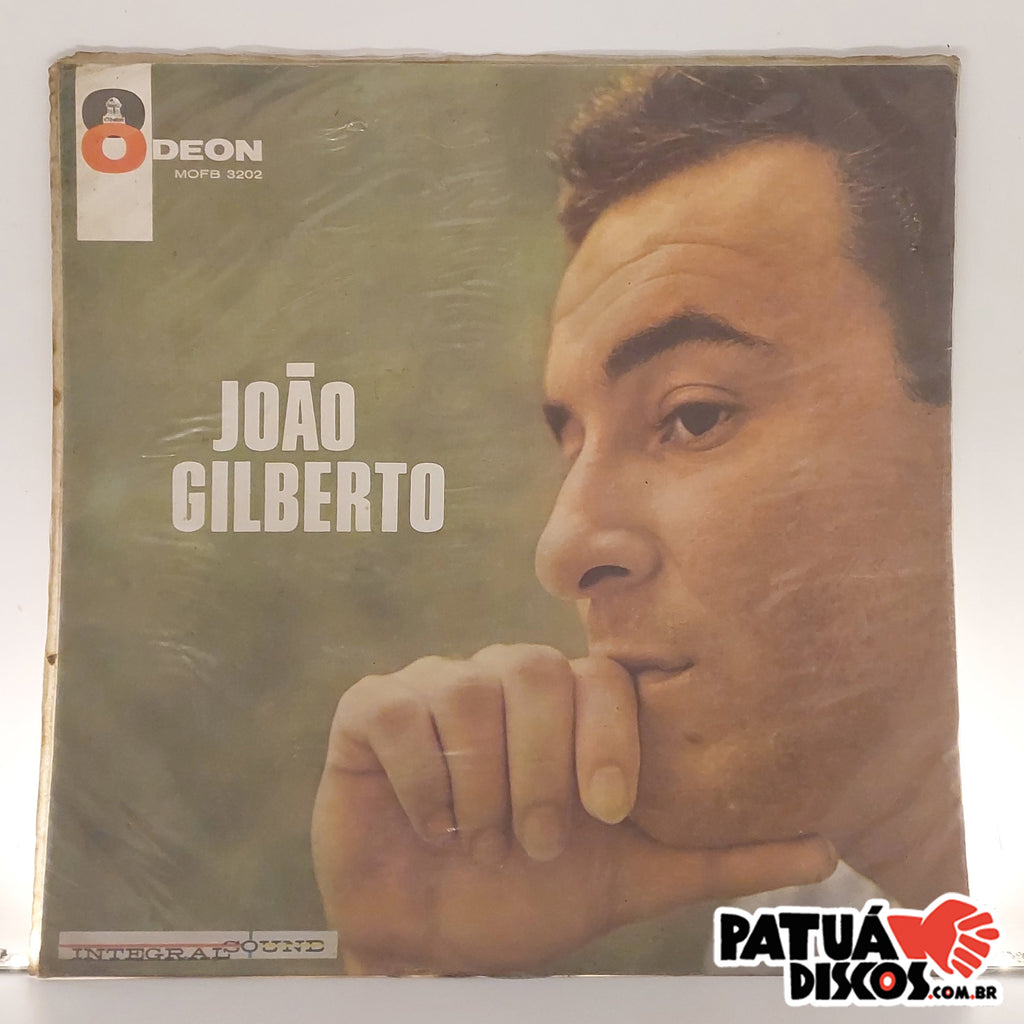 ODEON
MOFB 3202
JOÃO
GILBERTO
INTEGRAL SOUND
PATUÁ
DISCOS.COM.BR